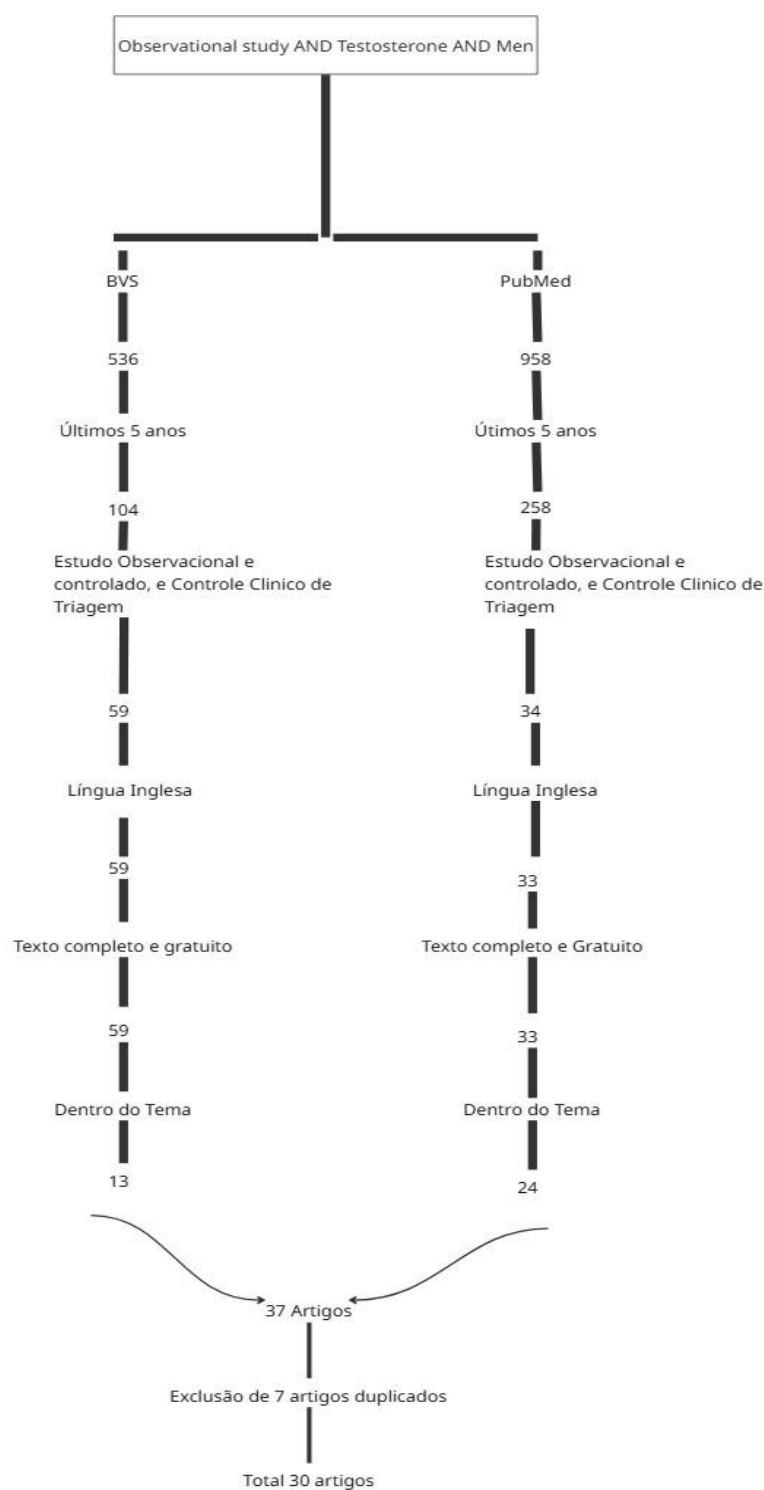 Observational study AND Testosterone AND Men
BVS
536
Últimos 5 anos
104
Estudo Observacional e
controlado, e Controle Clinico de
Triagem
59
Língua Inglesa
59
Texto completo e gratuito
59
Dentro do Tema
13
PubMed
958
Útimos 5 anos
258
Estudo Observacional e
controlado, e Controle Clinico de
Triagem
34
Língua Inglesa
33
Texto completo e Gratuito
33
Dentro do Tema
24
37 Artigos
Exclusão de 7 artigos duplicados
Total 30 artigos